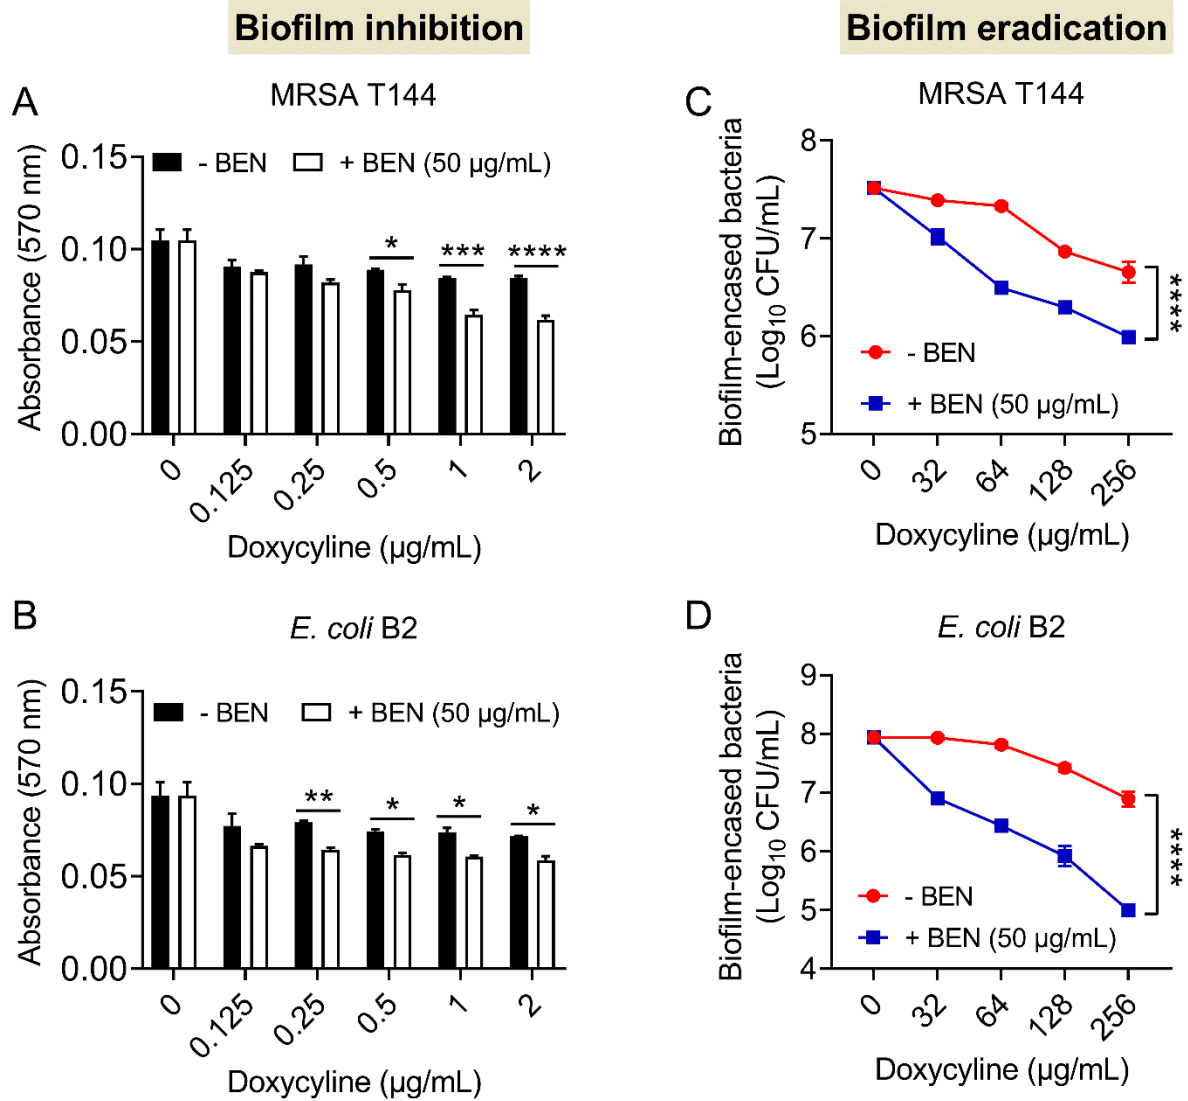 Biofilm inhibition
Biofilm eradication
A
MRSA T144
Absorbance (570 nm)
0.15
0.10
0.05
0.00
- BEN
+ BEN (50 µg/mL)
*
***
****
0
0.125
0.25
0.5
1
2
Doxycyline (µg/mL)
C
MRSA T144
Biofilm-encased bacteria
(Log10 CFU/mL)
8
7
6
5
- BEN
+ BEN (50 µg/mL)
****
0
32
64
128
256
Doxycyline (µg/mL)
B
E. coli B2
Absorbance (570 nm)
0.15
0.10
0.05
0.00
- BEN
+ BEN (50 µg/mL)
**
*
*
*
0
0.125
0.25
0.5
1
2
Doxycyline (µg/mL)
D
E. coli B2
Biofilm-encased bacteria
(Log10 CFU/mL)
9
8
7
6
5
4
- BEN
+ BEN (50 µg/mL)
****
0
32
64
128
256
Doxycyline (µg/mL)